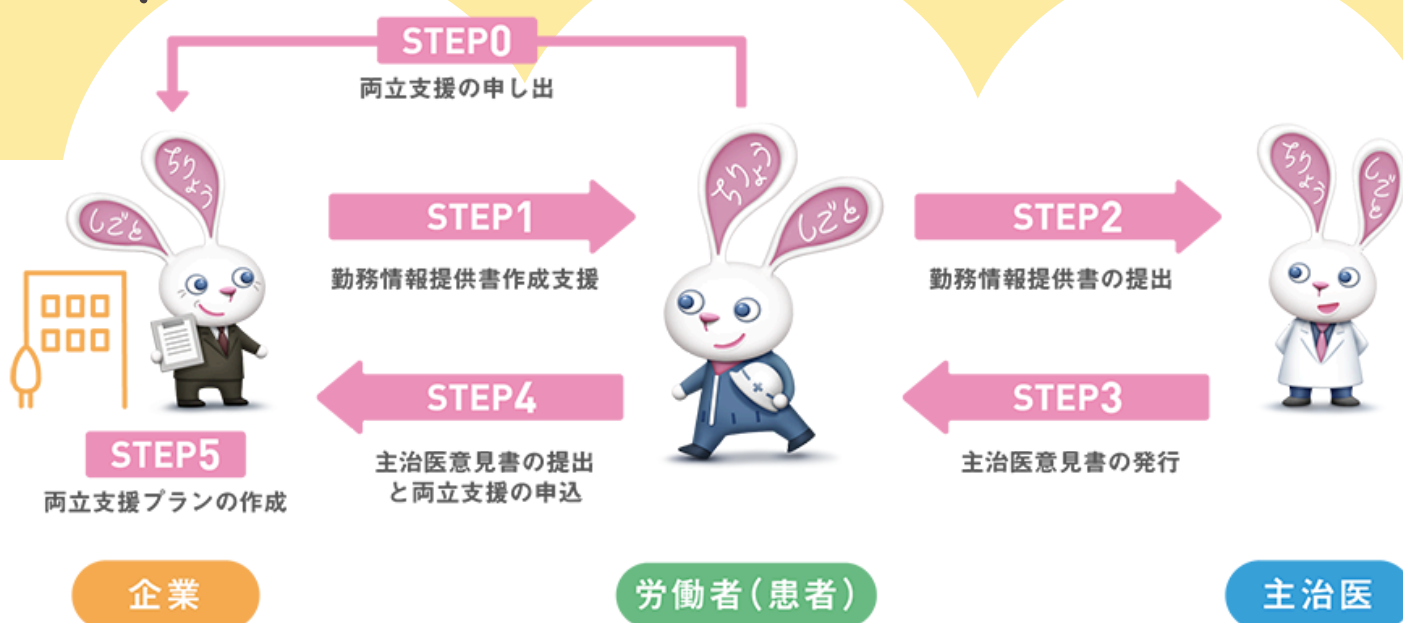 STEP0
両立支援の申し出
ちりょう
しごと
STEP1
勤務情報提供書作成支援
ちりょう
しごと
STEP2
勤務情報提供書の提出
ちりょう
しごと
STEP3
主治医意見書の発行
STEP4
主治医意見書の提出
と両立支援の申込
STEP5
両立支援プランの作成
企業
労働者(患者)
主治医